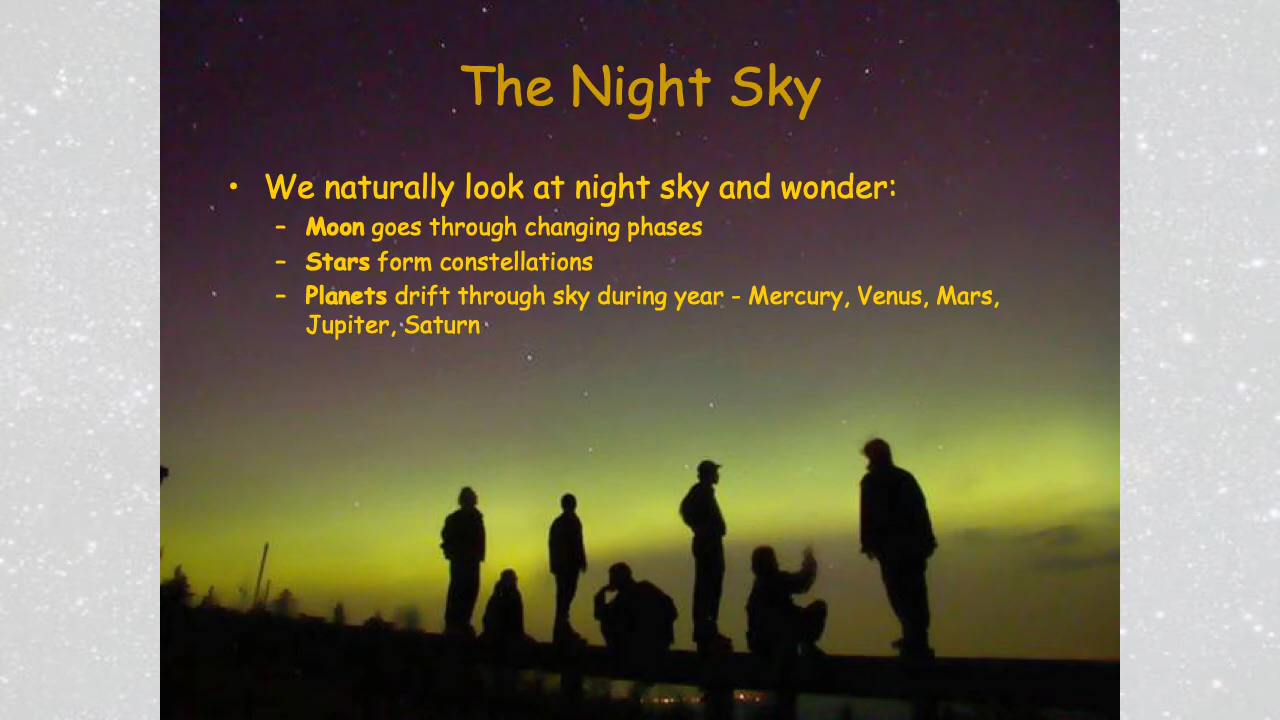 The Night Sky
• We naturally look at night sky and wonder:
– Moon goes through changing phases
– Stars form constellations
– Planets drift through sky during year - Mercury, Venus, Mars,
Jupiter, Saturn